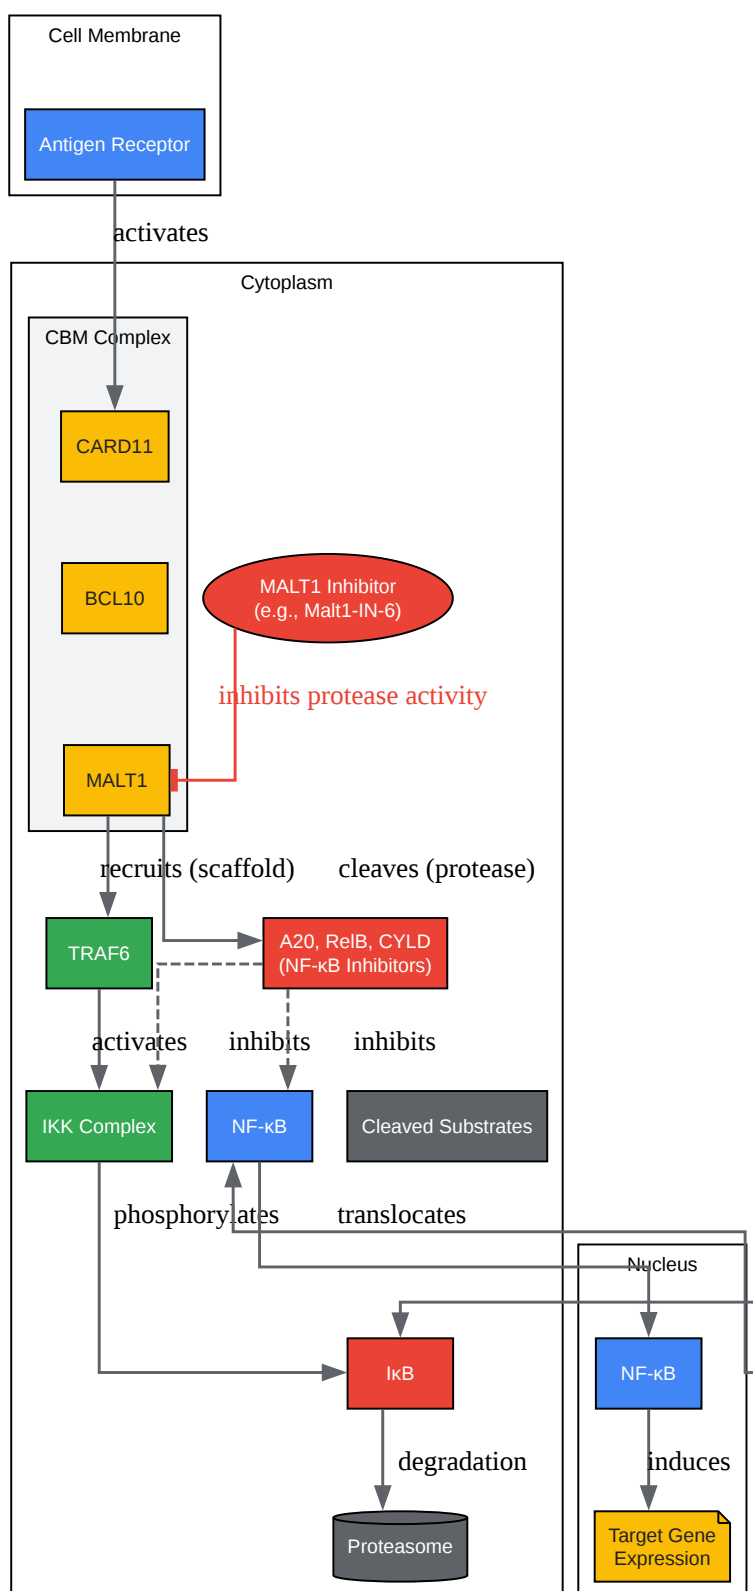 Cell Membrane
Antigen Receptor
activates
Cytoplasm
CBM Complex
CARD11
BCL10
MALT1 Inhibitor
(e.g., Malt1-IN-6)
inhibits protease activity
MALT1
recruits (scaffold)
cleaves (protease)
TRAF6
A20, RelB, CYLD
(NF-κB Inhibitors)
activates
inhibits
inhibits
IKK Complex
NF-κB
Cleaved Substrates
phosphorylates
translocates
Nucleus
IκB
NF-κB
degradation
induces
Proteasome
Target Gene
Expression